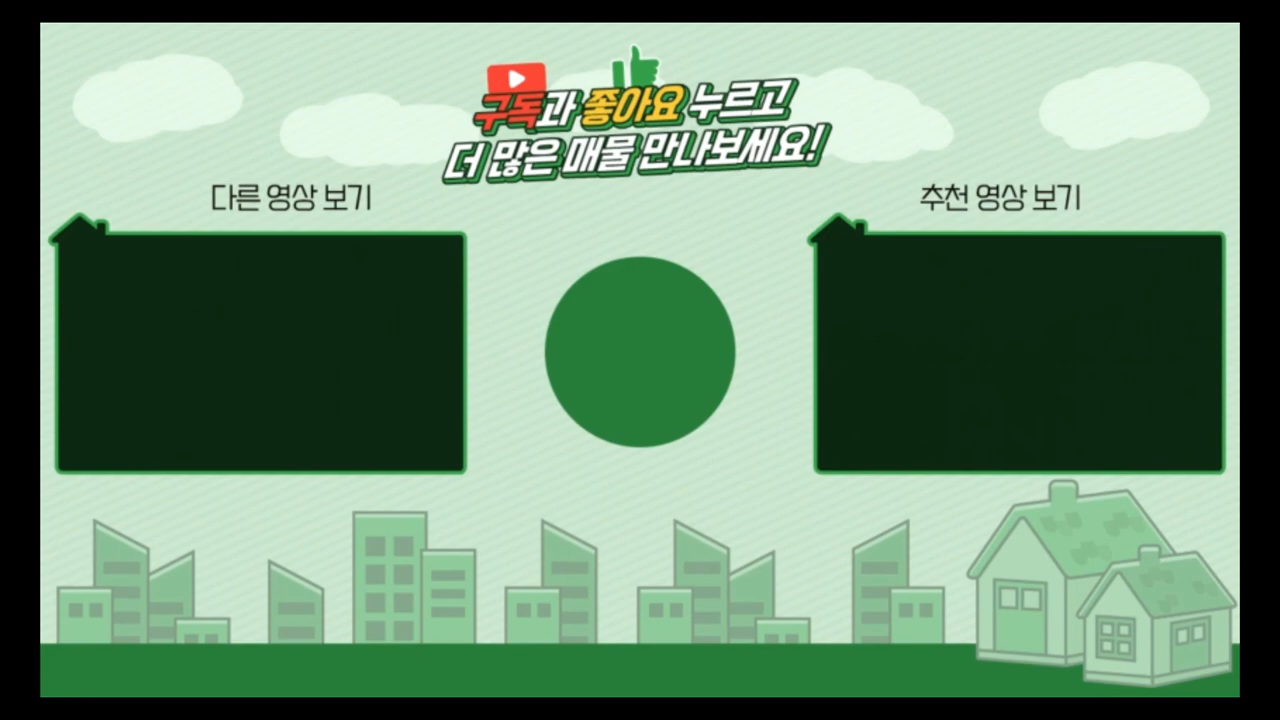 구독과 좋아요 누르고
더 많은 매물 만나보세요!
다른 영상 보기
추천 영상 보기